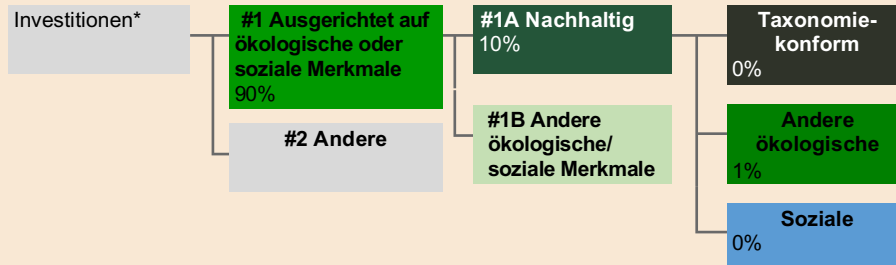 Investitionen*
#1 Ausgerichtet auf
ökologische oder
soziale Merkmale
90%
#2 Andere
#1A Nachhaltig
10%
#1B Andere
ökologische/
soziale Merkmale
Taxonomie-
konform
0%
Andere
ökologische
1%
Soziale
0%